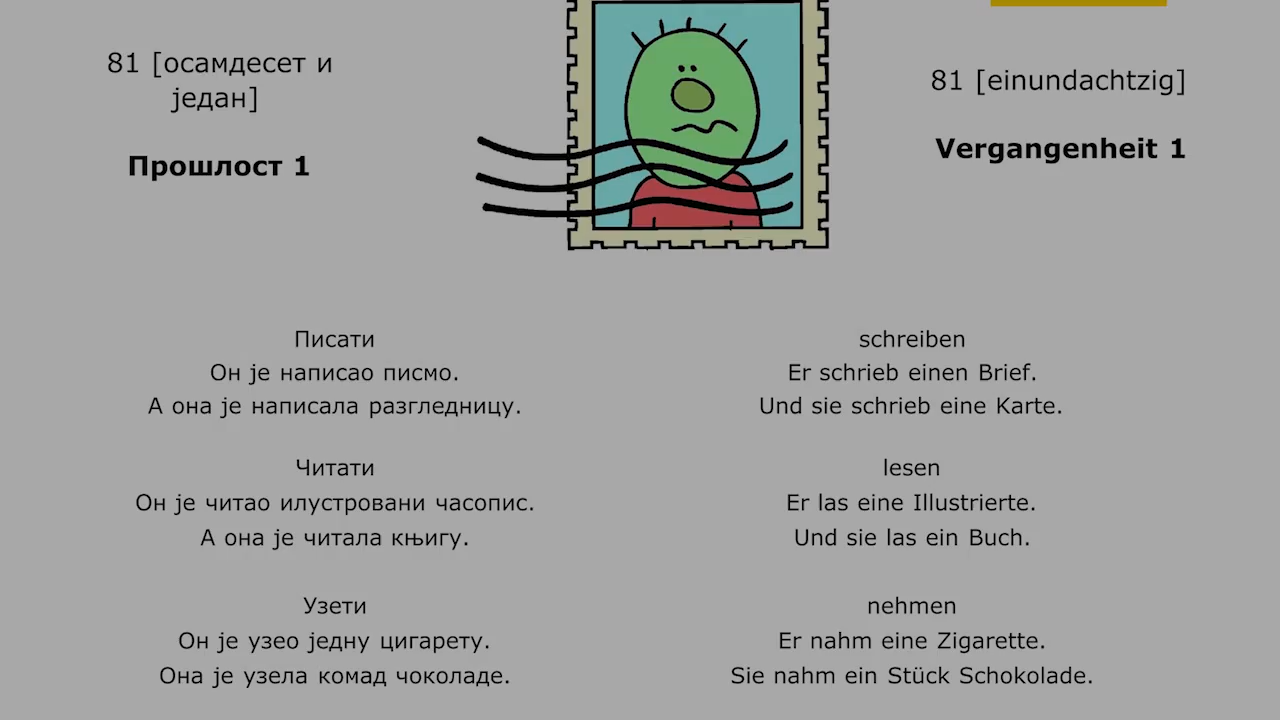 81 [осамдесет и
један]
Прошлост 1
81 [einundachtzig]
Vergangenheit 1
Писати
Он је написао писмо.
А она је написала разгледницу.
Читати
Он је читао илустровани часопис.
А она је читала књигу.
Узети
Он је узео једну цигарету.
Она је узела комад чоколаде.
schreiben
Er schrieb einen Brief.
Und sie schrieb eine Karte.
lesen
Er las eine Illustrierte.
Und sie las ein Buch.
nehmen
Er nahm eine Zigarette.
Sie nahm ein Stück Schokolade.